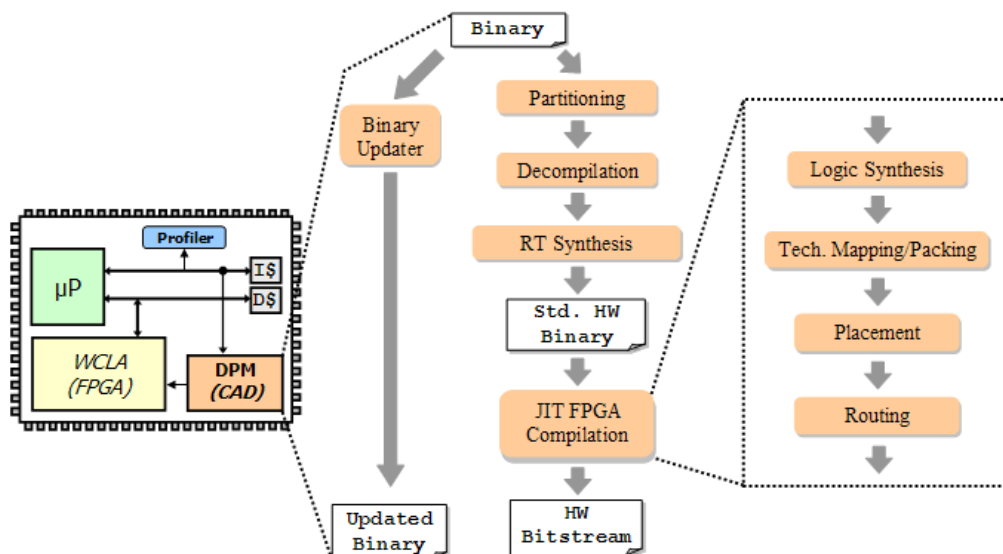 Binary
Partitioning
Binary
Updater
Decompilation
Logic Synthesis
Profiler
RT Synthesis
Tech. Mapping/Packing
I$
µP
D$
Std. HW
Binary
Placement
WCLA
(FPGA)
DPM
(CAD)
JIT FPGA
Compilation
Routing
Updated
Binary
HW
Bitstream